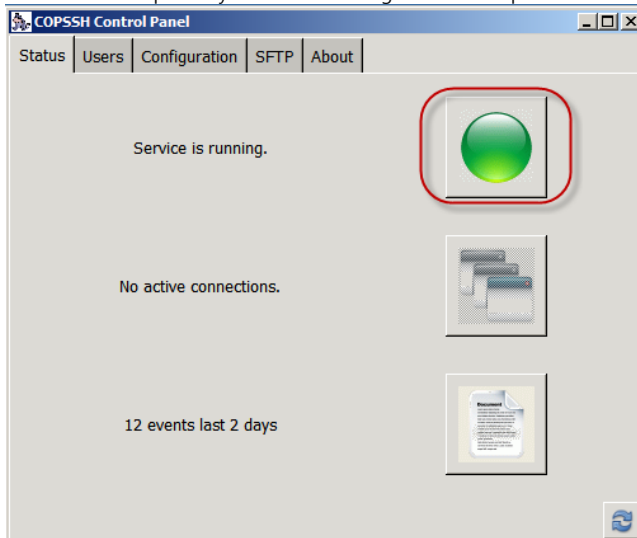 COPSSH Control Panel
Status Users Configuration SFTP About
Service is running.
No active connections.
Document
12 events last 2 days